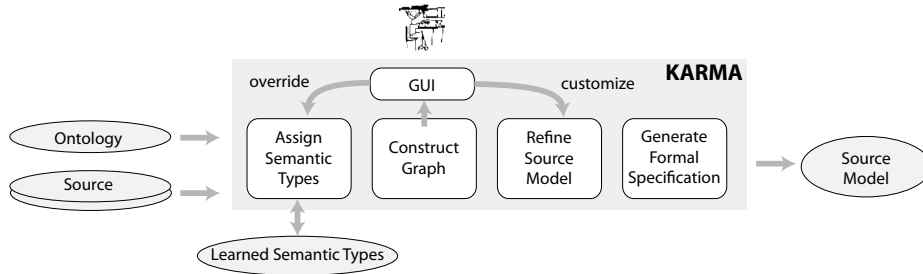 KARMA
override
GUI
customize
Ontology
Source
Assign
Semantic
Types
Construct
Graph
Refine
Source
Model
Generate
Formal
Specification
Source
Model
Learned Semantic Types